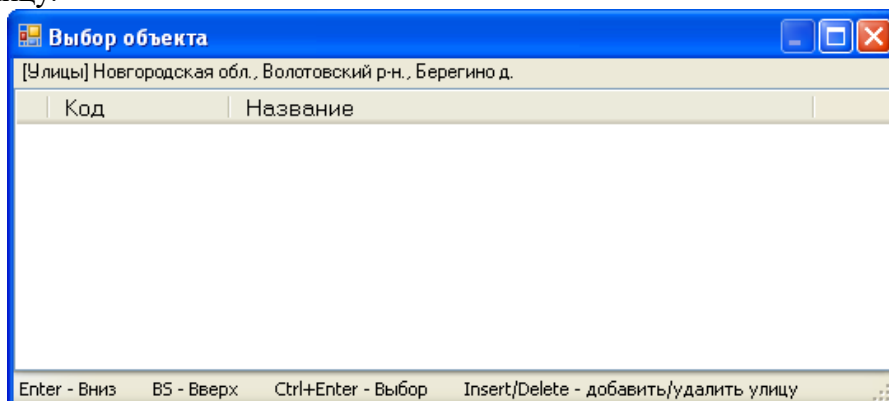 Выбор объекта
[Улицы] Новгородская обл., Волотовский р-н., Берегино д.
Код Название
Enter - Вниз BS - Вверх Ctrl+Enter - Выбор Insert/Delete - добавить/удалить улицу